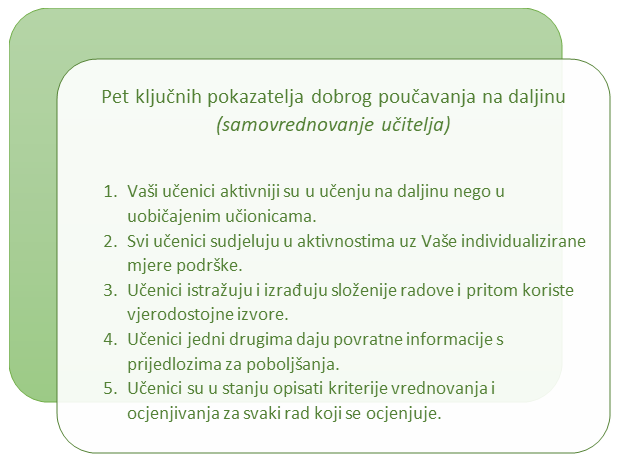 Pet ključnih pokazatelja dobrog poučavanja na daljinu
(samovrednovanje učitelja)
1. Vaši učenici aktivniji su u učenju na daljinu nego u
uobičajenim učionicama.
2. Svi učenici sudjeluju u aktivnostima uz Vaše individualizirane
mjere podrške.
3. Učenici istražuju i izrađuju složenije radove i pritom koriste
vjerodostojne izvore.
4. Učenici jedni drugima daju povratne informacije s
prijedlozima za poboljšanja.
5. Učenici su u stanju opisati kriterije vrednovanja i
ocjenjivanja za svaki rad koji se ocjenjuje.